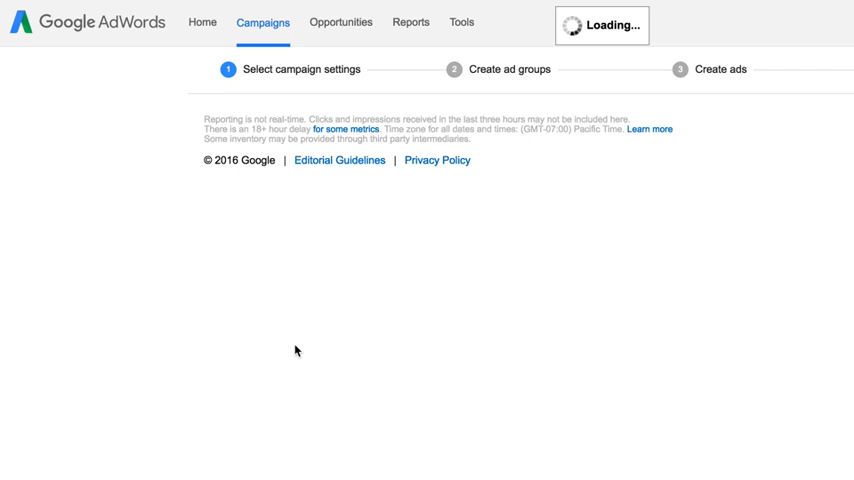 Google AdWords Home Campaigns Opportunities Reports Tools Loading...
1 Select campaign settings 2 Create ad groups 3 Create ads
Reporting is not real-time. Clicks and impressions received in the last three hours may not be included here.
There is an 18+ hour delay for some metrics. Time zone for all dates and times: (GMT-07:00) Pacific Time. Learn more
Some inventory may be provided through third party intermediaries.
© 2016 Google | Editorial Guidelines | Privacy Policy